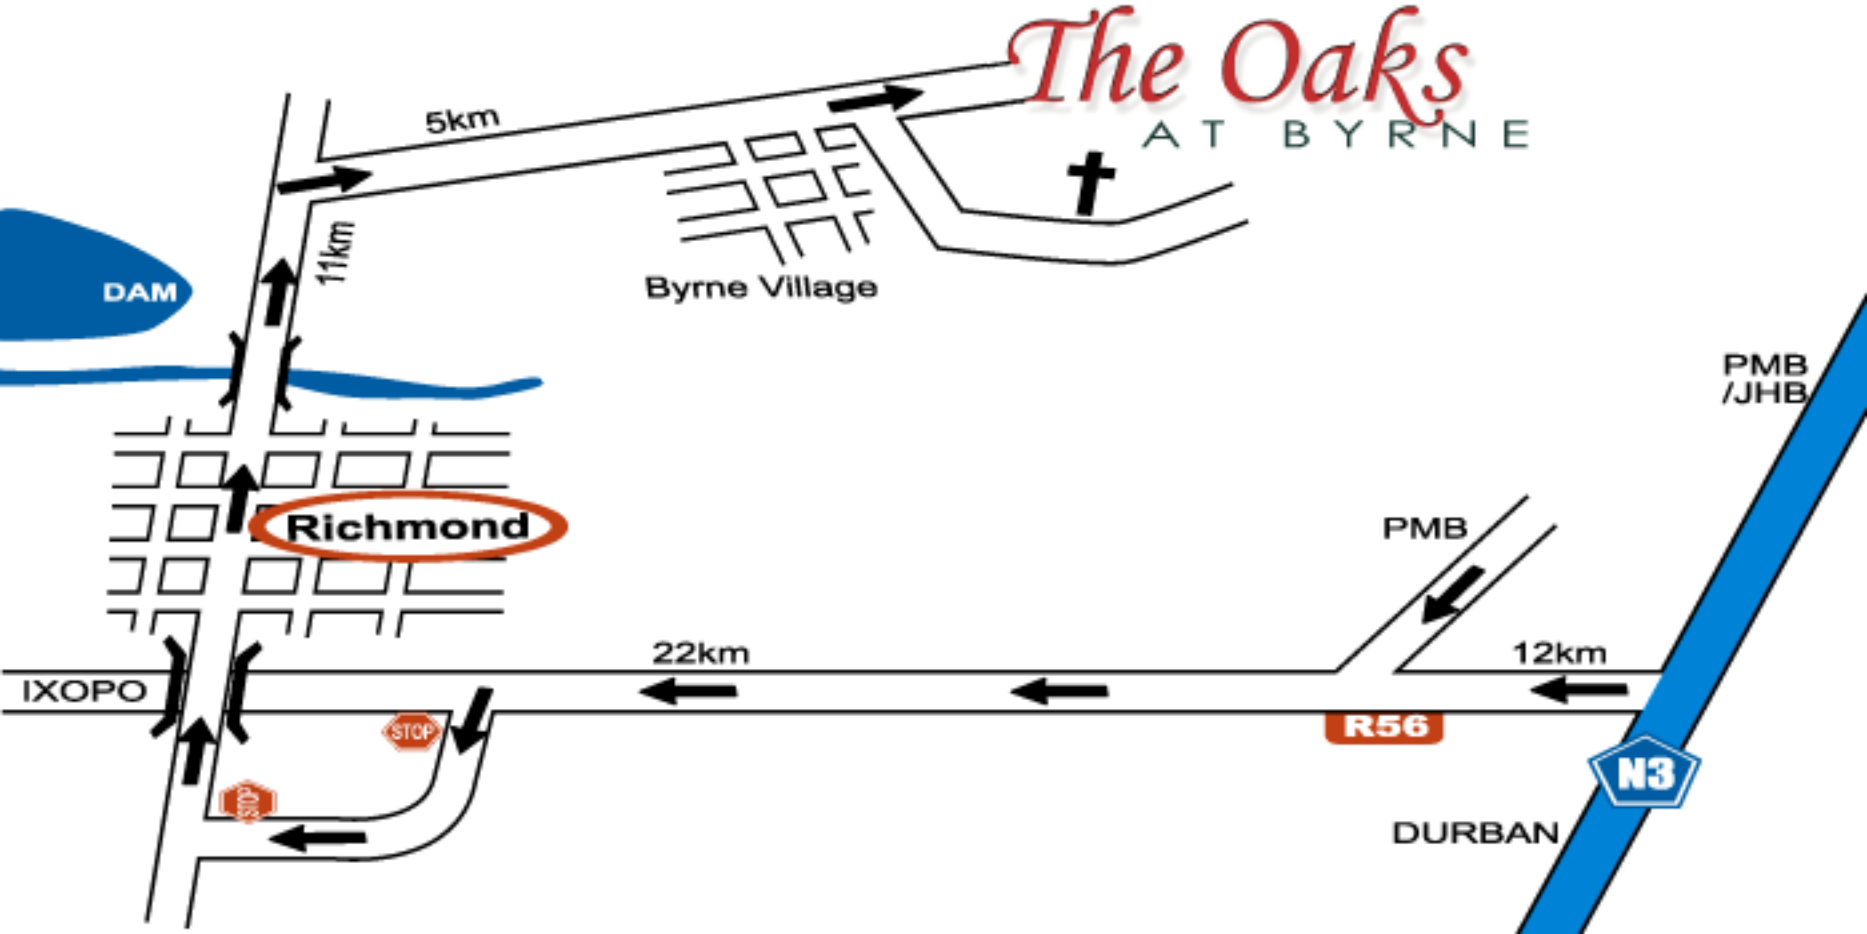 The Oaks
AT BYRNE
5km
11km
DAM
Byrne Village
PMB
/JHB
Richmond
PMB
22km
12km
IXOPO
STOP
R56
STOP
N3
DURBAN